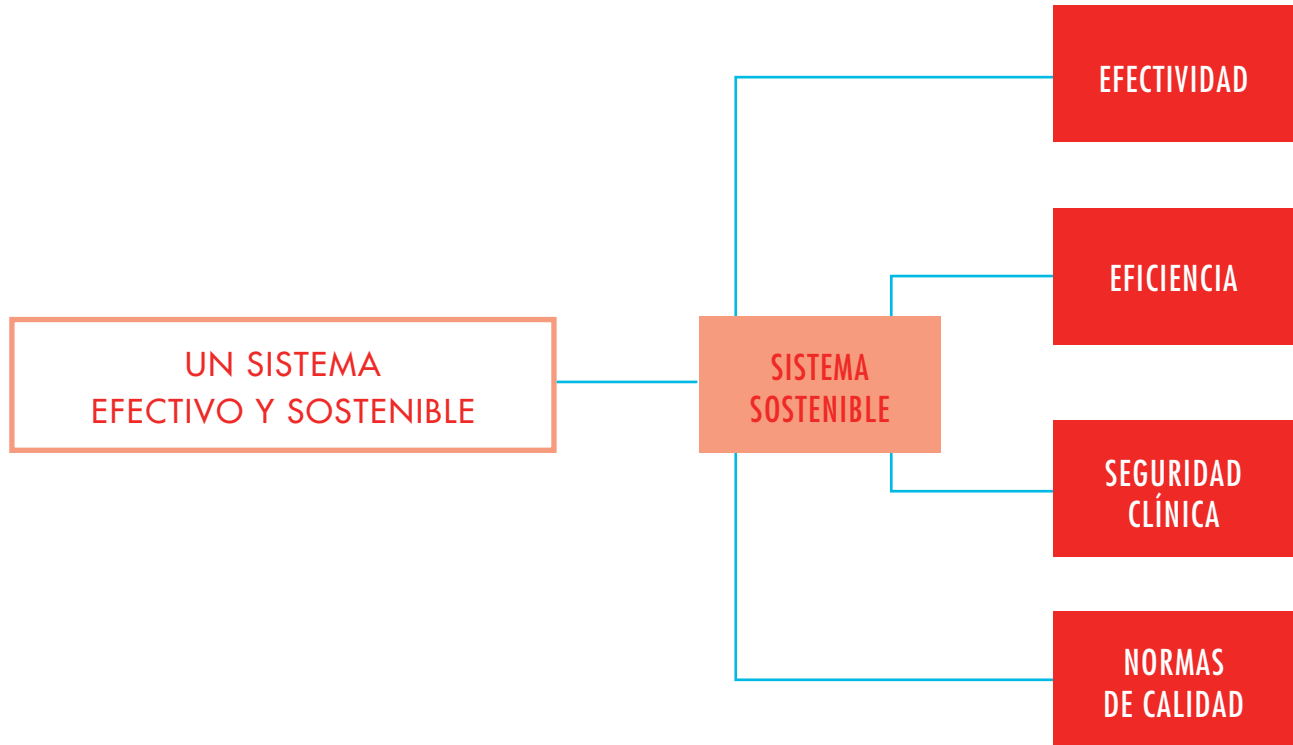 UN SISTEMA
EFECTIVO Y SOSTENIBLE
SISTEMA
SOSTENIBLE
EFECTIVIDAD
EFICIENCIA
SEGURIDAD
CLÍNICA
NORMAS
DE CALIDAD